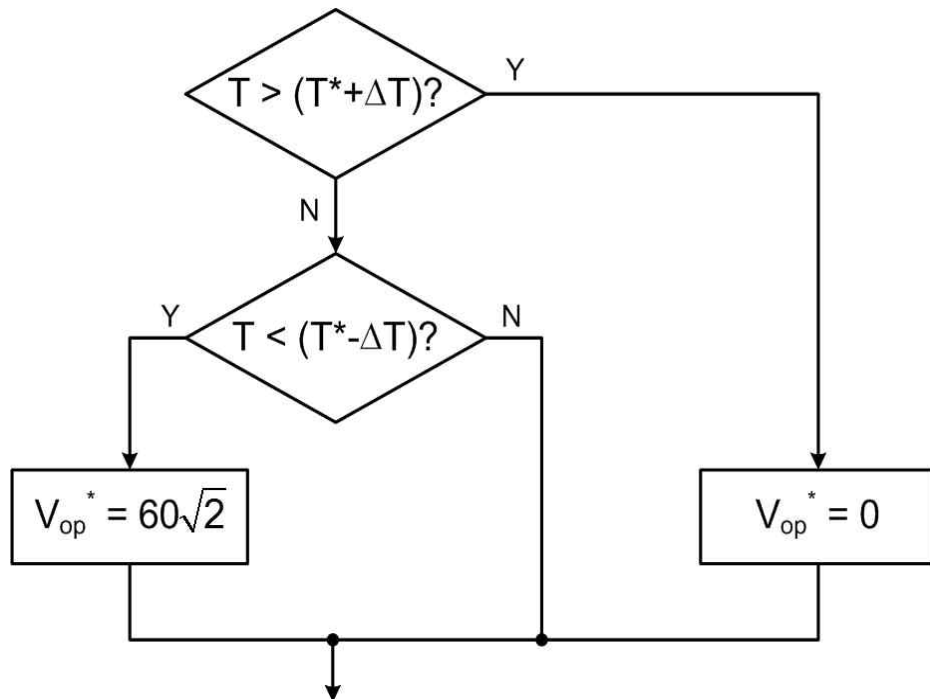 T > (T*+ΔT)?
Y
N
T < (T*-ΔT)?
Y
N
Vop* = 60√2
Vop* = 0